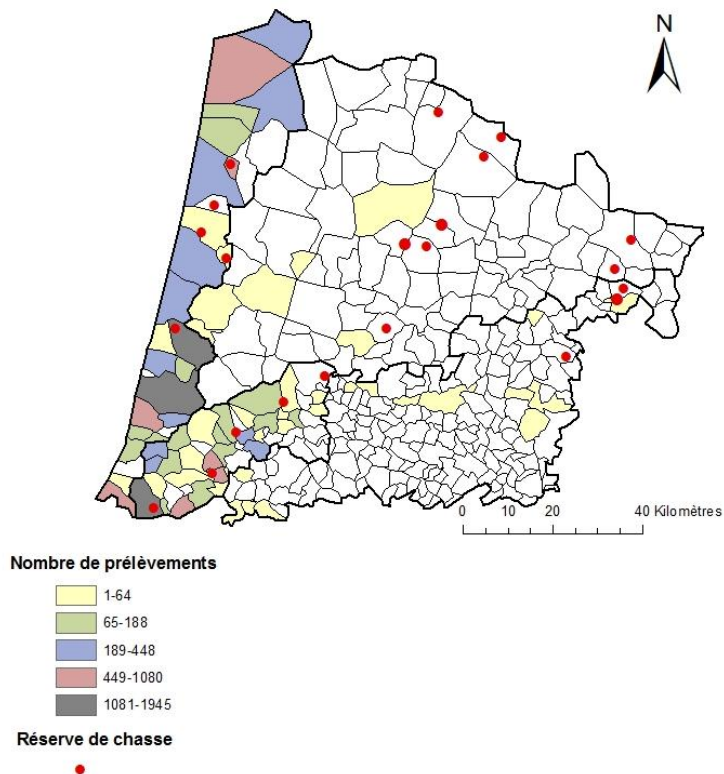 N
0 10 20 40 Kilomètres
Nombre de prélèvements
1-64
65-188
189-448
449-1080
1081-1945
Réserve de chasse